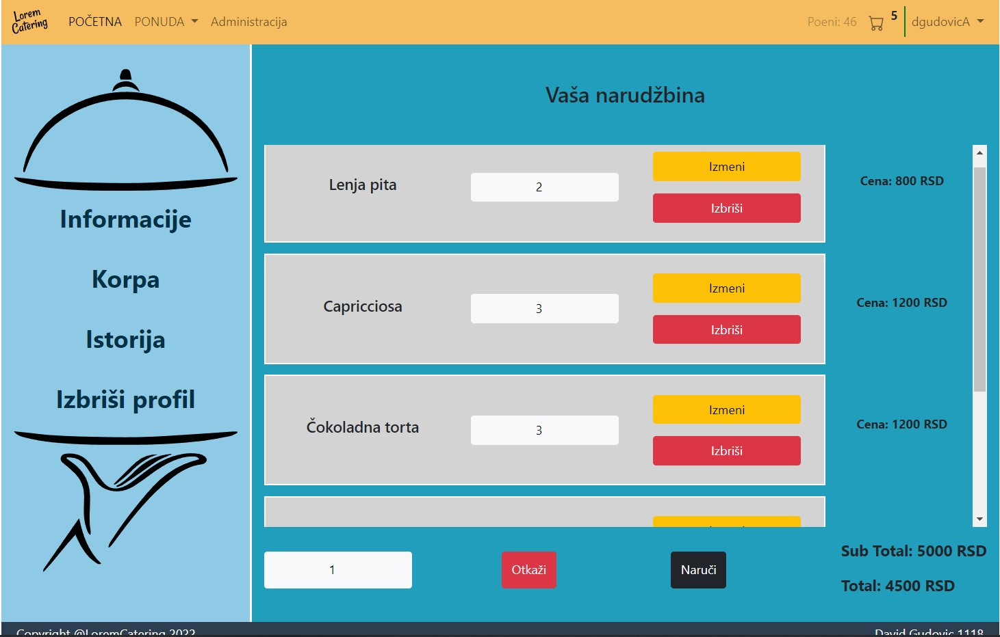 Lorem
Catering
POČETNA PONUDA Administracija
Poeni: 46 5 dgudovicA
Informacije
Korpa
Istorija
Izbriši profil
Vaša narudžbina
Lenja pita
2
Izmeni
Izbriši
Cena: 800 RSD
Capricciosa
3
Izmeni
Izbriši
Cena: 1200 RSD
Čokoladna torta
3
Izmeni
Izbriši
Cena: 1200 RSD
1
Otkaži
Naruči
Sub Total: 5000 RSD
Total: 4500 RSD
Copyright @LoremCatering 2022
David Gudovic 1118